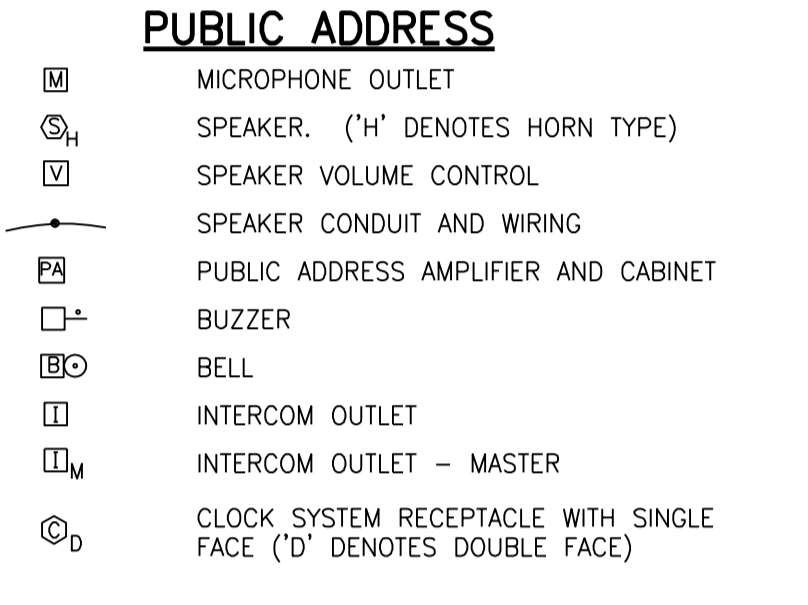 PUBLIC ADDRESS
M MICROPHONE OUTLET
S H SPEAKER. ('H' DENOTES HORN TYPE)
V SPEAKER VOLUME CONTROL
SPEAKER CONDUIT AND WIRING
PA PUBLIC ADDRESS AMPLIFIER AND CABINET
BUZZER
B BELL
I INTERCOM OUTLET
I M INTERCOM OUTLET – MASTER
C D CLOCK SYSTEM RECEPTACLE WITH SINGLE
FACE ('D' DENOTES DOUBLE FACE)